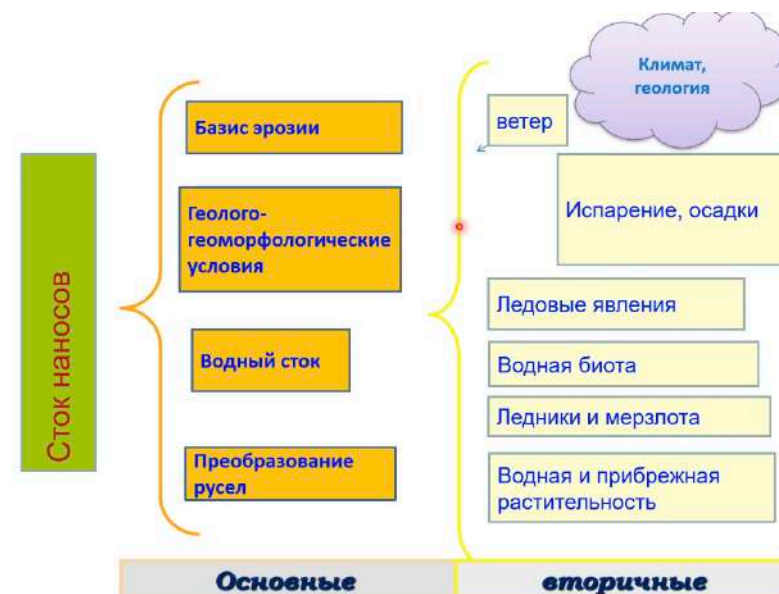 Сток наносов
Базис эрозии
Геолого-
геоморфологические
условия
Водный сток
Преобразование
русел
Основные
Климат,
геология
ветер
Испарение, осадки
Ледовые явления
Водная биота
Ледники и мерзлота
Водная и прибрежная
растительность
вторичные